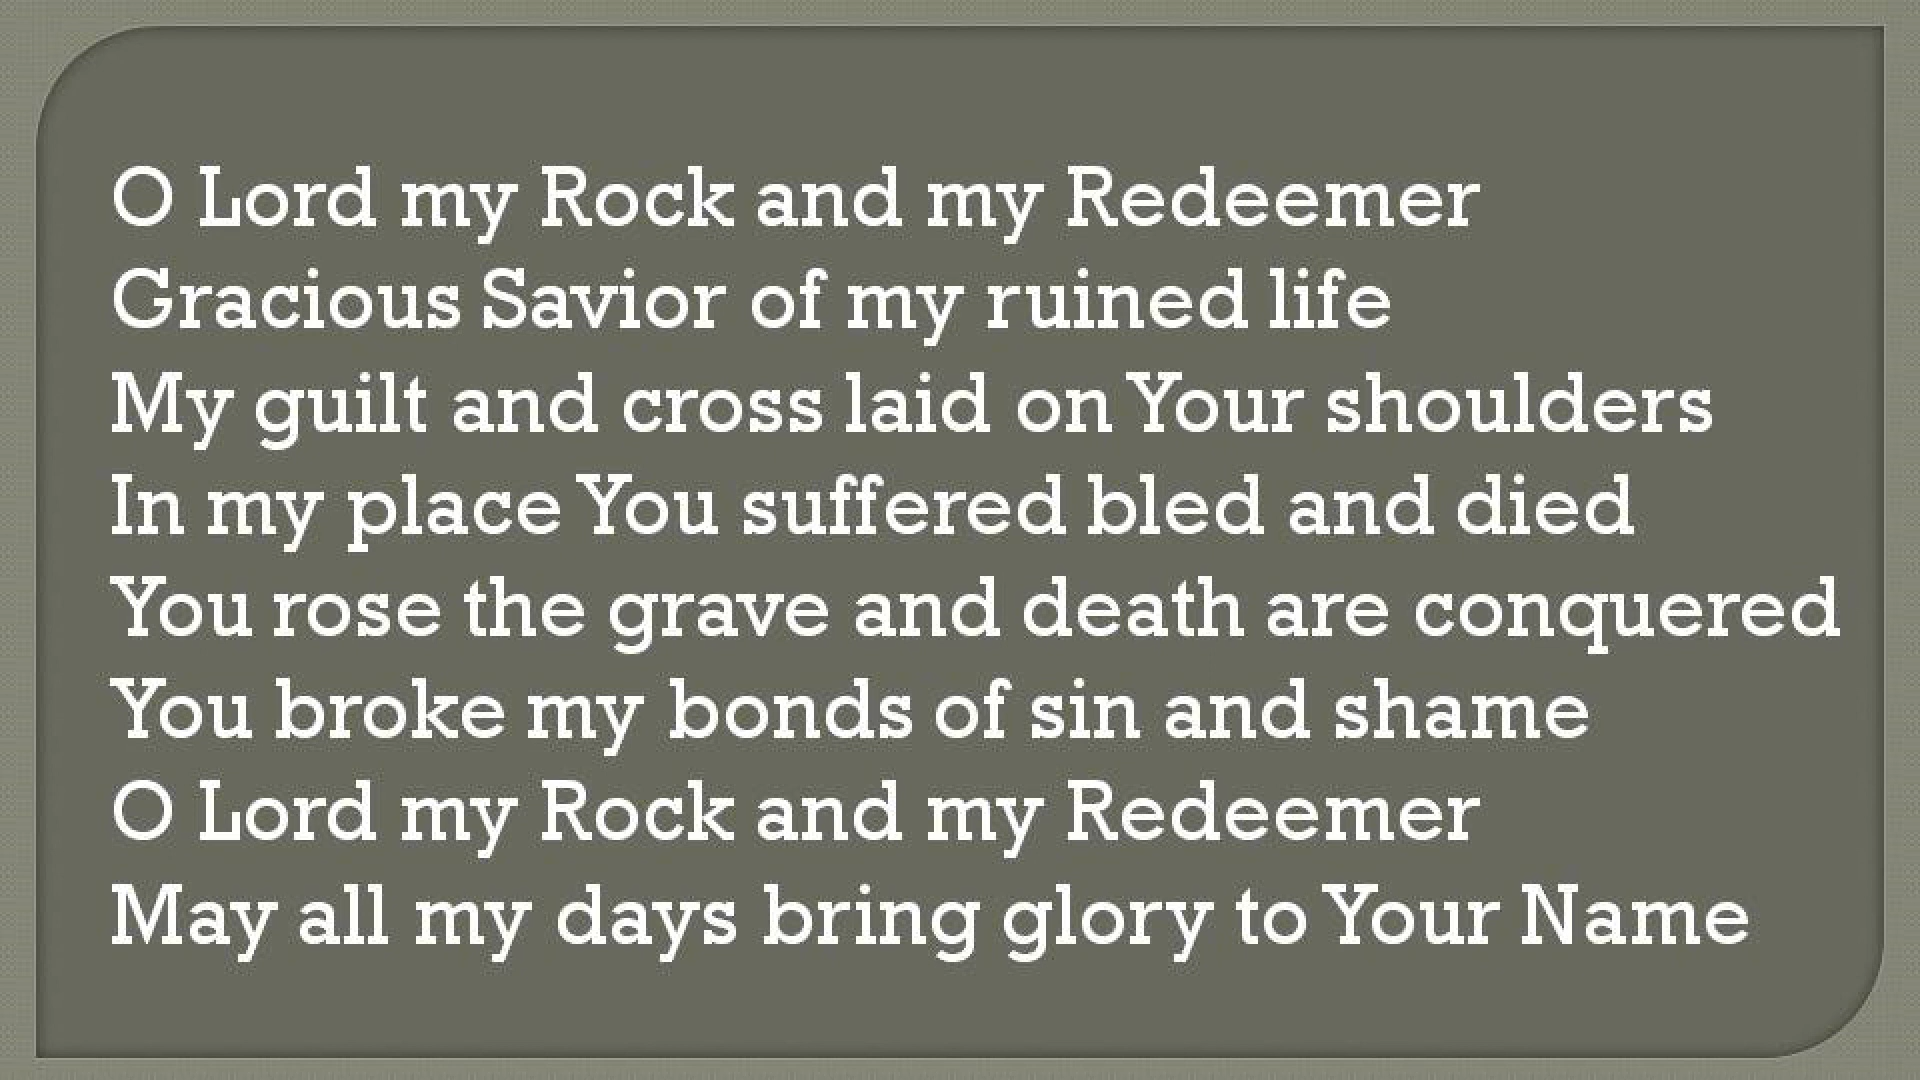 O Lord my Rock and my Redeemer
Gracious Savior of my ruined life
My guilt and cross laid on Your shoulders
In my place You suffered bled and died
You rose the grave and death are conquered
You broke my bonds of sin and shame
O Lord my Rock and my Redeemer
May all my days bring glory to Your Name